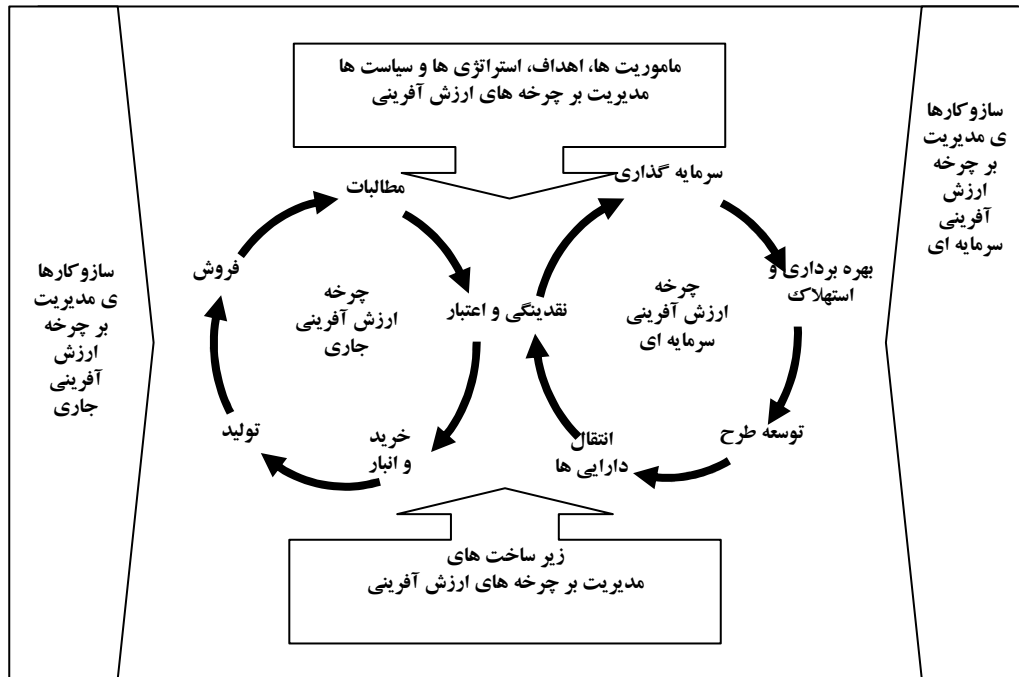 ماموریت ها، اهداف، استراتژی ها و سیاست ها
مدیریت بر چرخه های ارزش آفرینی
سازوکارها
ی مدیریت
بر چرخه
ارزش
آفرینی
سرمایه ای
سرمایه گذاری
بهره برداری و
استهلاک
توسعه طرح
انتقال
دارایی ها
چرخه
ارزش آفرینی
سرمایه ای
نقدینگی و اعتبار
مطالبات
فروش
تولید
خرید
و انبار
چرخه
ارزش آفرینی
جاری
سازوکارها
ی مدیریت
بر چرخه
ارزش
آفرینی
جاری
زیر ساخت های
مدیریت بر چرخه های ارزش آفرینی